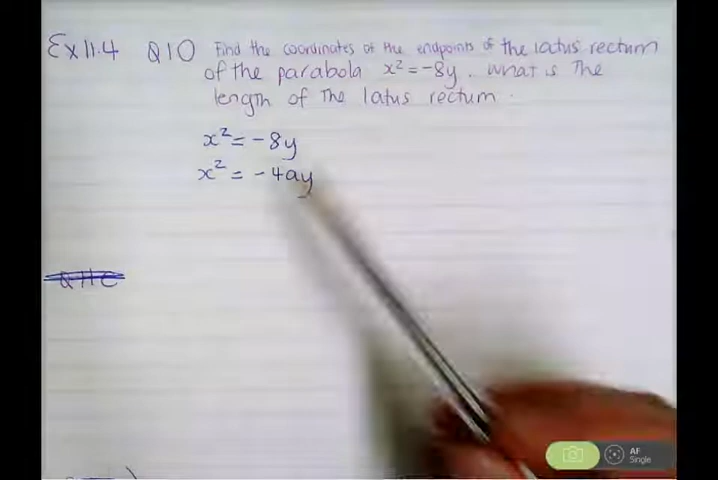 Ex 11.4 Q10 Find the coordinates of the endpoints of the latus rectum
of the parabola x² = -8y. What is the
length of the latus rectum.
x² = -8y
x² = -4ay
Q11c
AF
Single